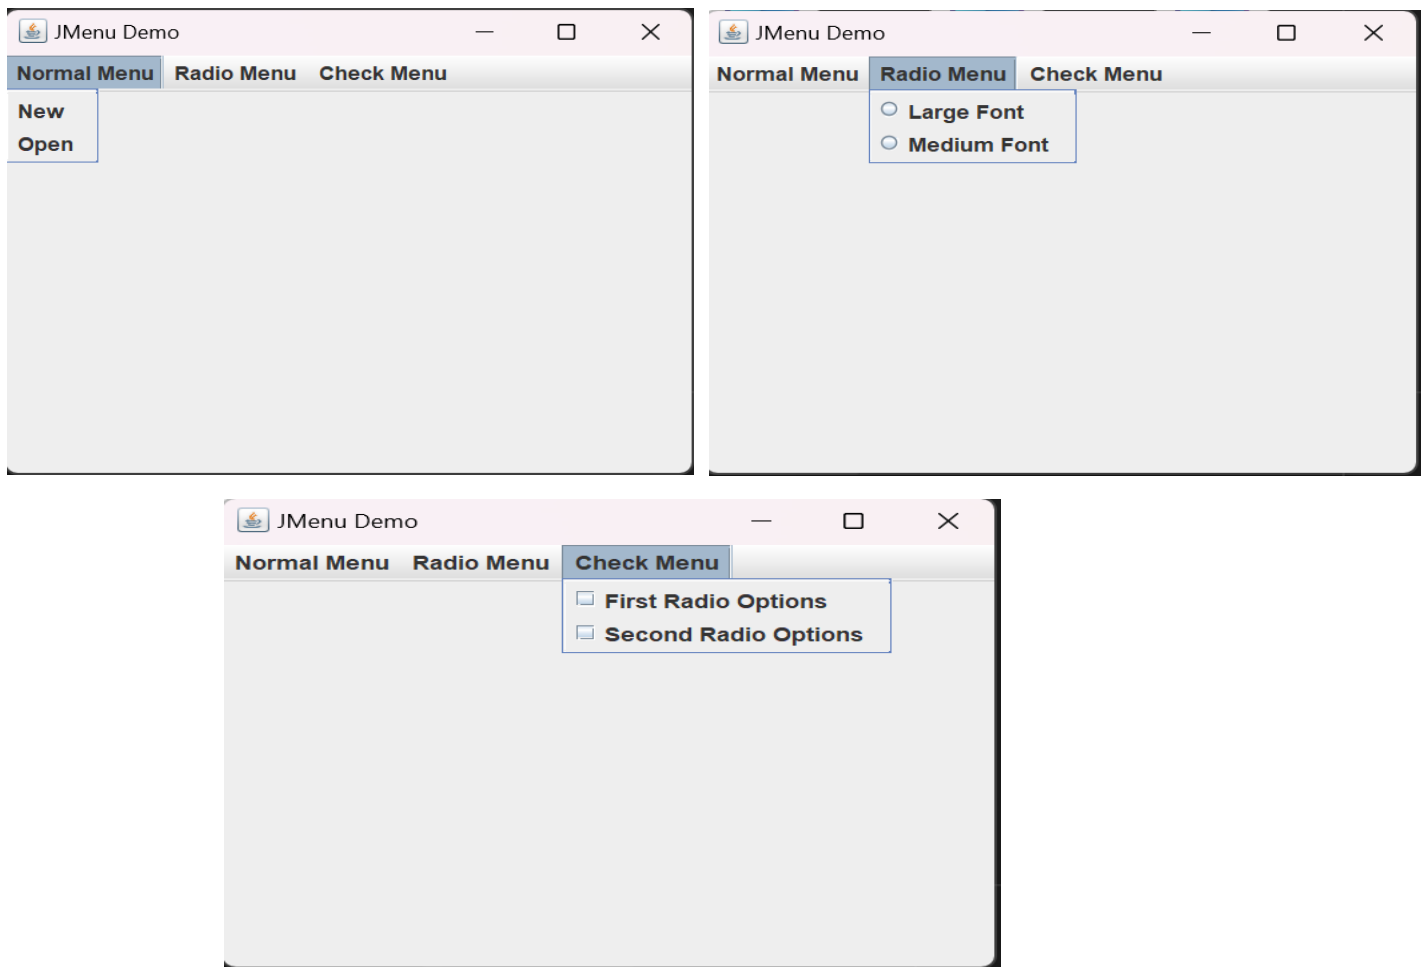 JMenu Demo
Normal Menu Radio Menu Check Menu
New
Open
JMenu Demo
Normal Menu Radio Menu Check Menu
Large Font
Medium Font
JMenu Demo
Normal Menu Radio Menu Check Menu
First Radio Options
Second Radio Options